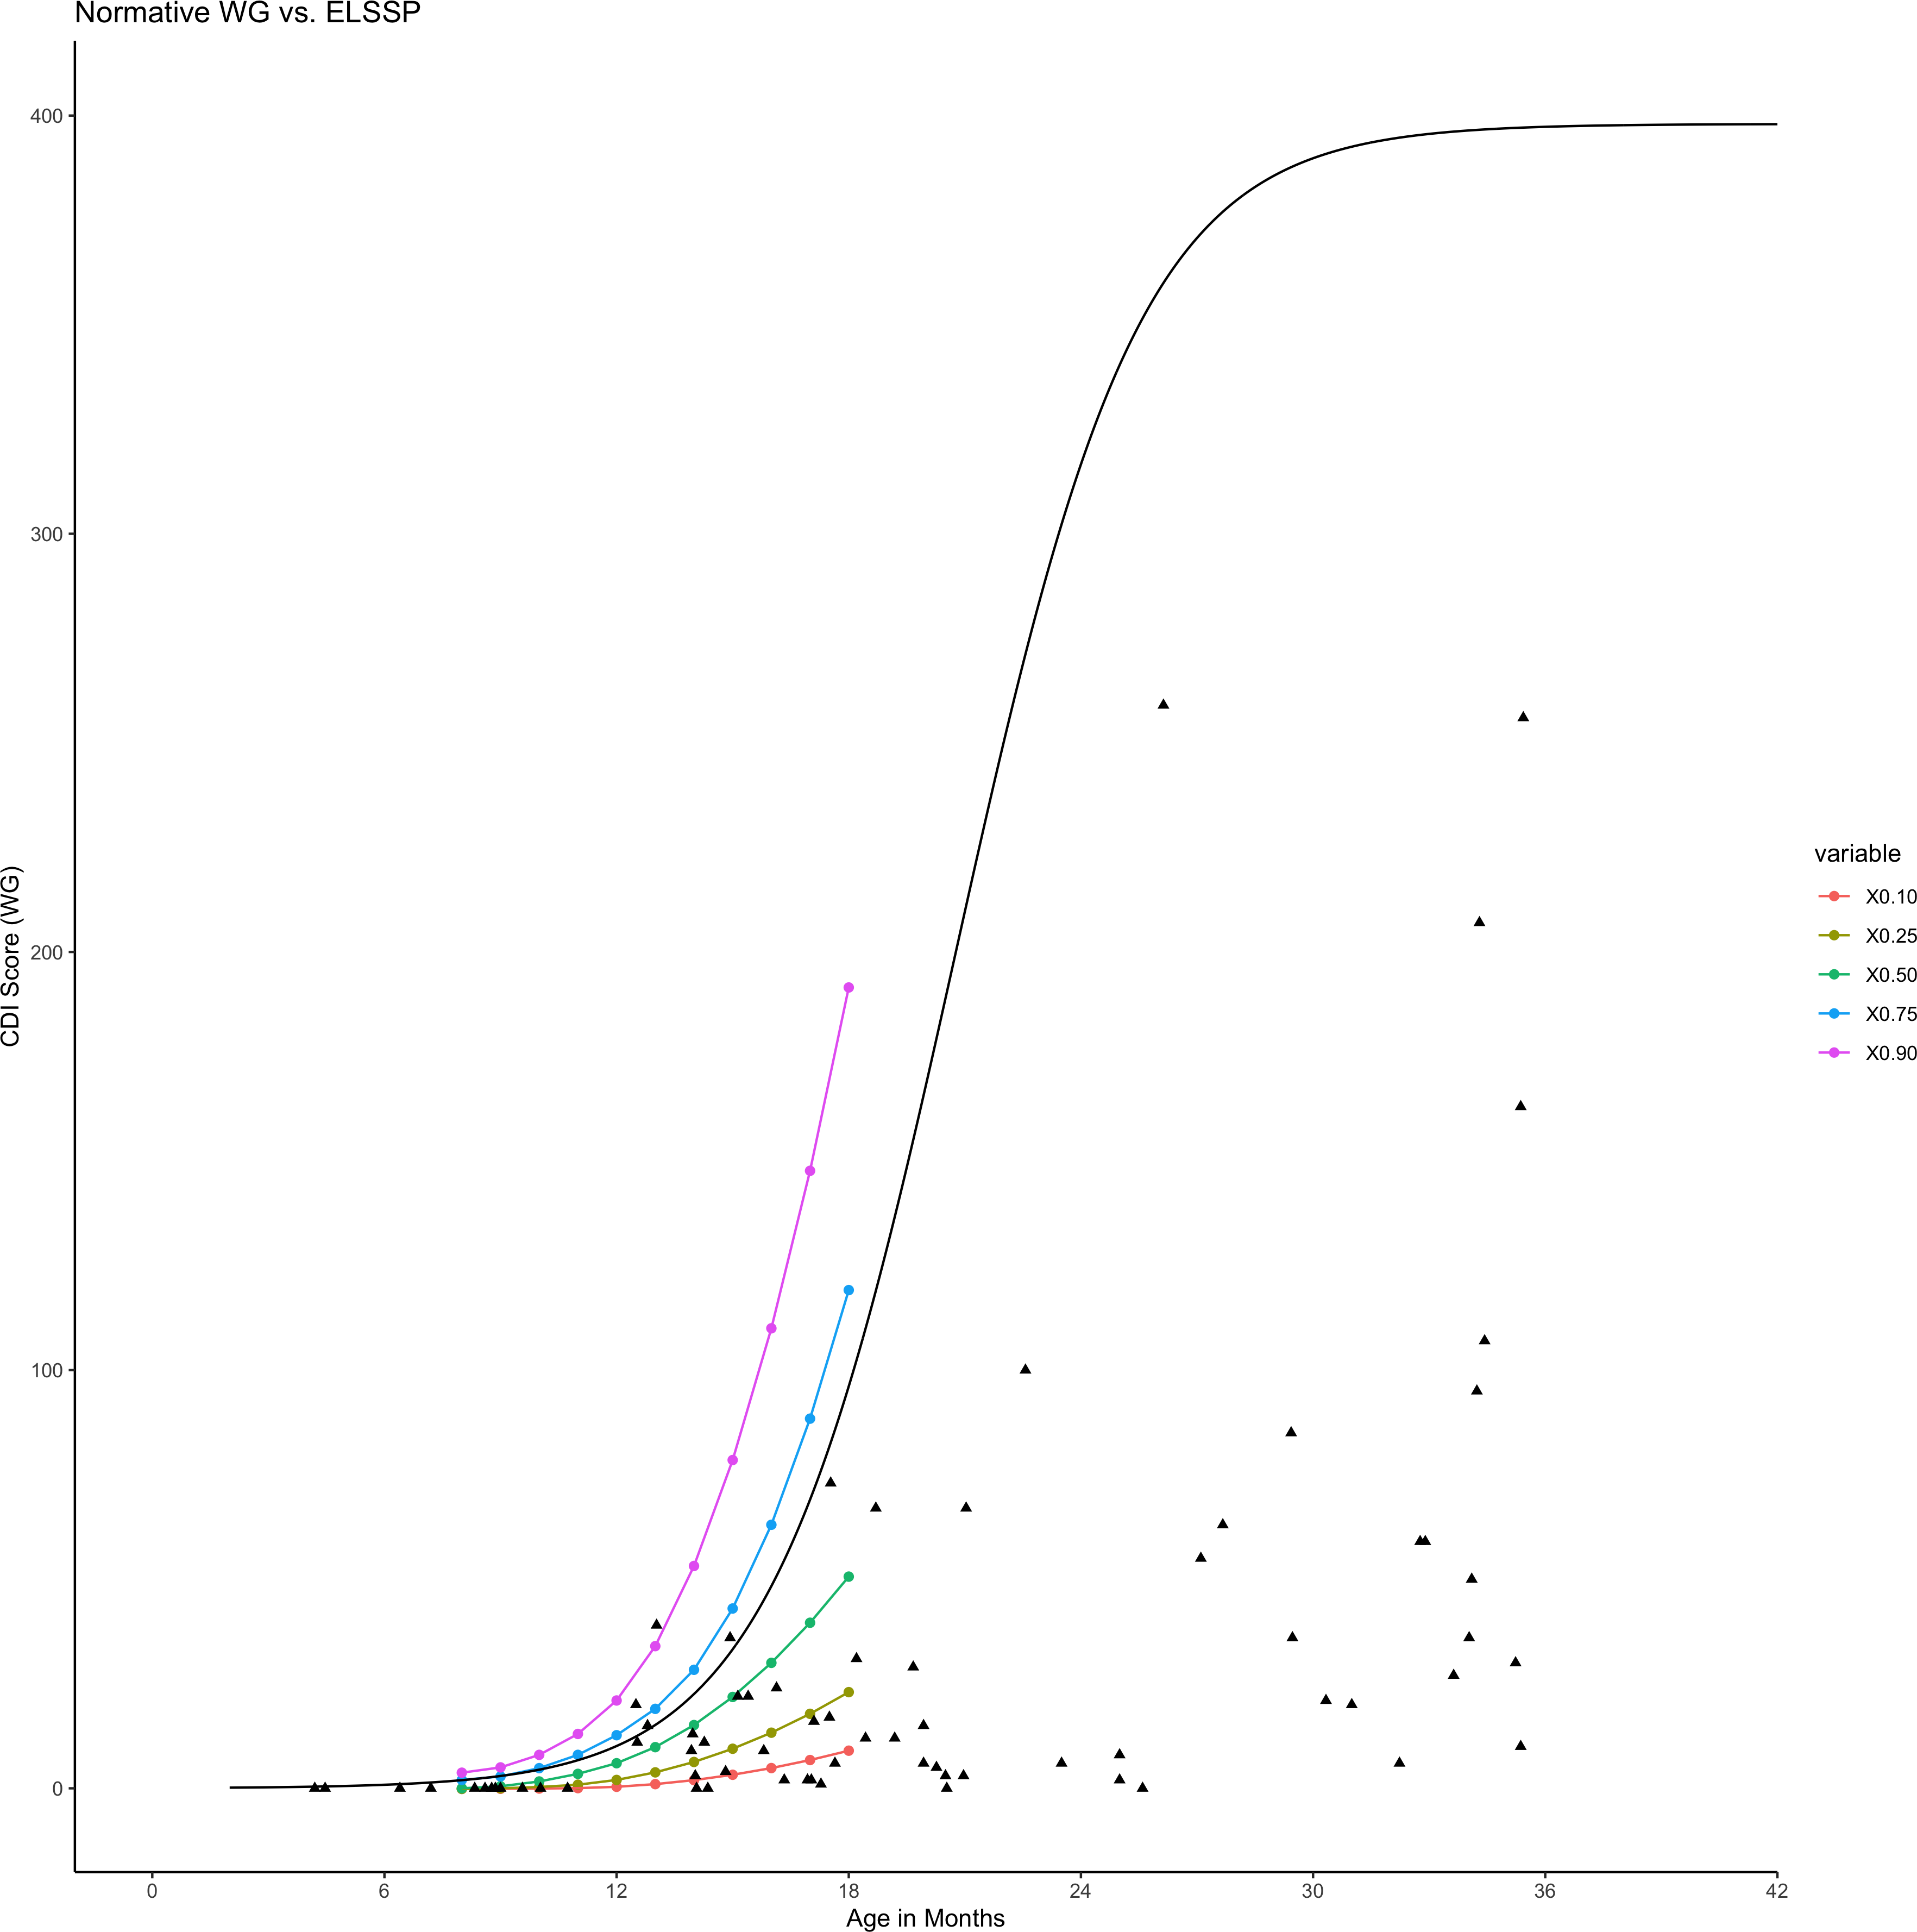 Normative WG vs. ELSSP
400
300
200
100
0
CDI Score (WG)
0 6 12 18 24 30 36 42
Age in Months
variable
X0.10
X0.25
X0.50
X0.75
X0.90